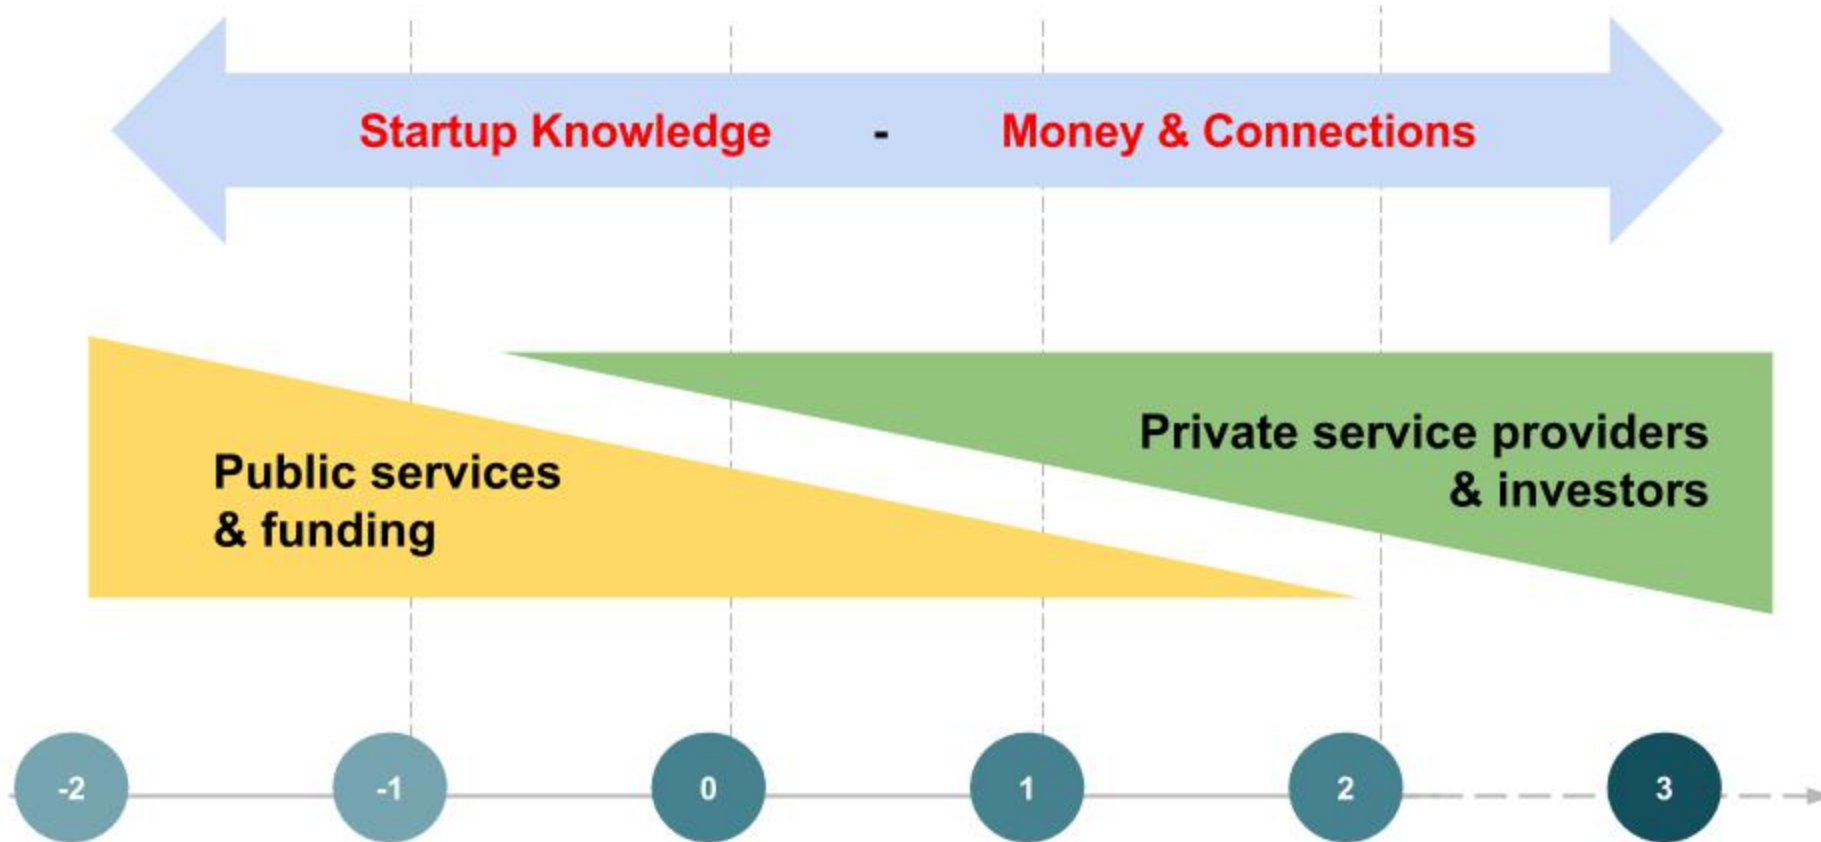 Startup Knowledge - Money & Connections
Public services
& funding
Private service providers
& investors
-2 -1 0 1 2 3